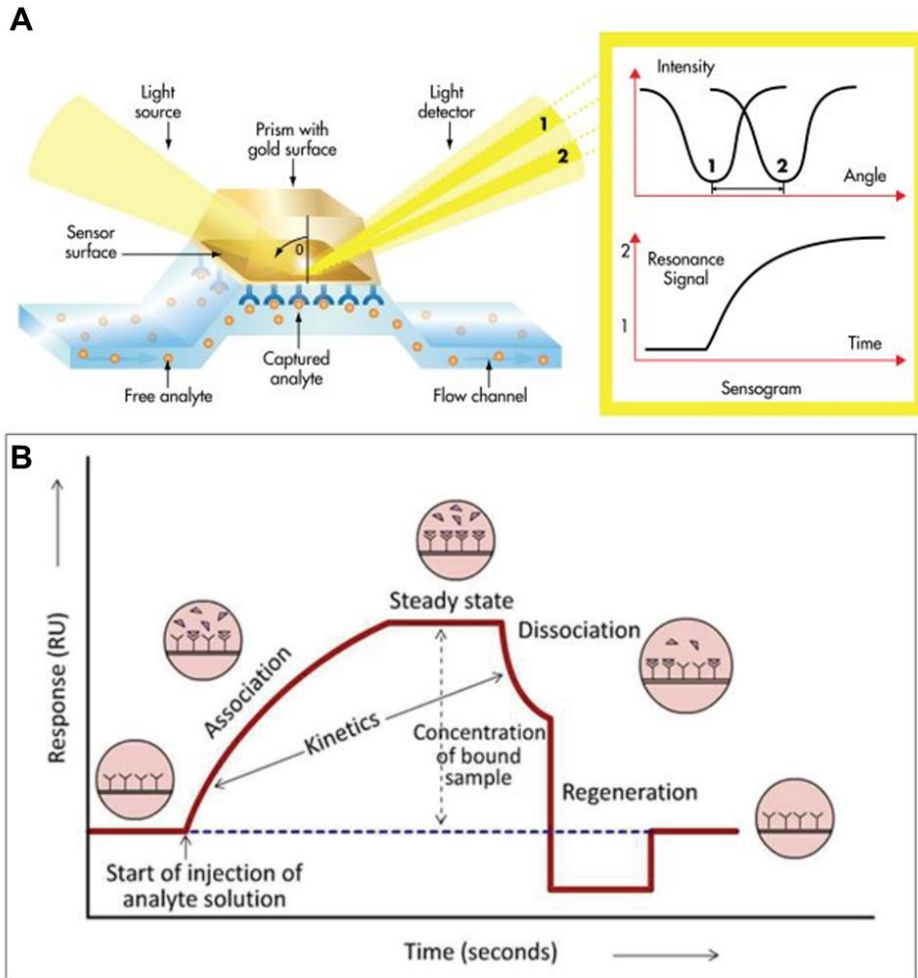 A
Light
source
Prism with
gold surface
Light
detector
1
2
Sensor
surface
0
Free analyte
Captured
analyte
Flow channel
Intensity
1
2
Angle
2
Resonance
Signal
1
Time
Sensogram
B
Response (RU)
Steady state
Association
Dissociation
Kinetics
Concentration
of bound
sample
Regeneration
Start of injection of
analyte solution
Time (seconds)